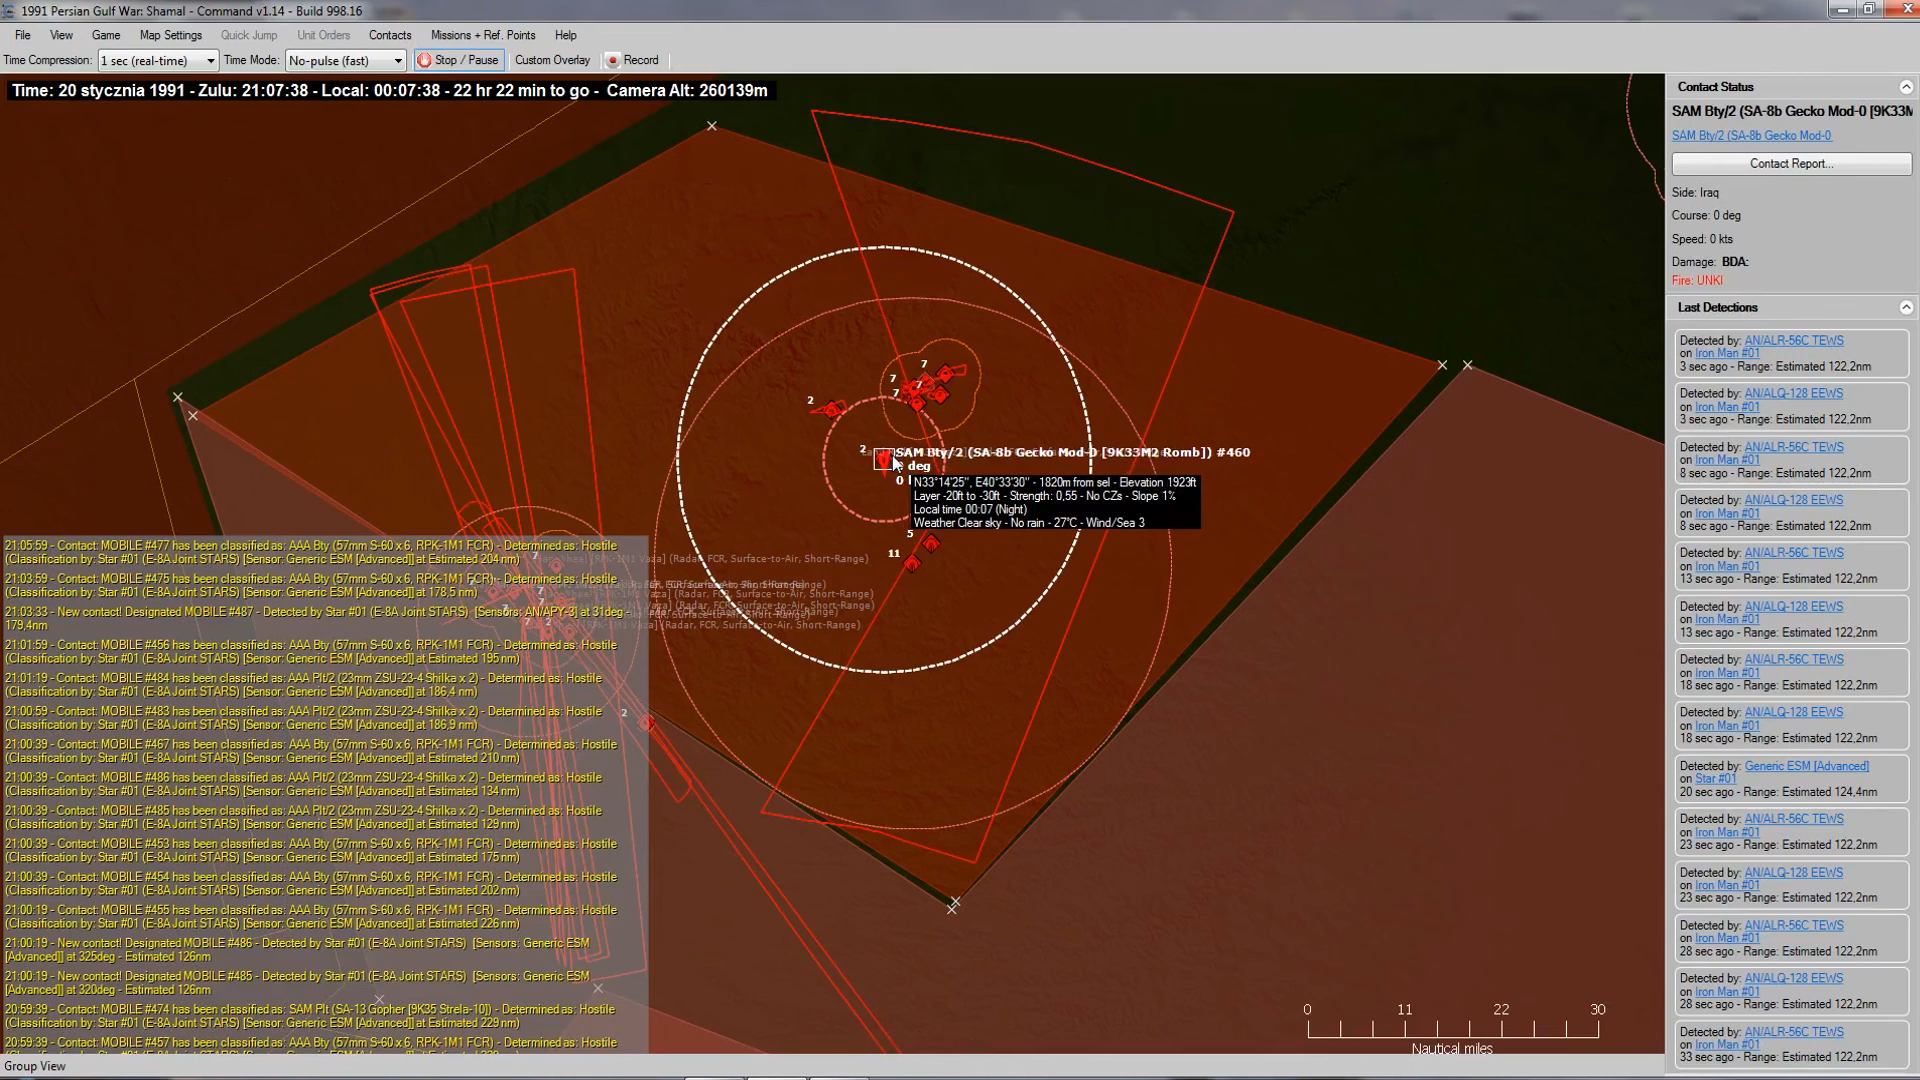 1991 Persian Gulf War: Shamal - Command v1.14 - Build 998.16
File View Game Map Settings Quick Jump Unit Orders Contacts Missions + Ref. Points Help
Time Compression: 1 sec (real-time) Time Mode: No-pulse (fast) Stop / Pause Custom Overlay Record
Time: 20 stycznia 1991 - Zulu: 21:07:38 - Local: 00:07:38 - 22 hr 22 min to go - Camera Alt: 260139m
7
7
7
7
2
2
SAM Bty/2 (SA-8b Gecko Mod-0 [9K33M2 Romb]) #460
deg
0
N33°14'25", E40°33'30" - 1820m from sel - Elevation 1923ft
Layer -20ft to -30ft - Strength: 0,55 - No CZs - Slope 1%
Local time 00:07 (Night)
Weather Clear sky - No rain - 27°C - Wind/Sea 3
5
11
2
21:05:59 - Contact: MOBILE #477 has been classified as: AAA Bty (57mm S-60 x 6, RPK-1M1 FCR) - Determined as: Hostile
(Classification by: Star #01 (E-8A Joint STARS) [Sensor: Generic ESM [Advanced]] at Estimated 204 nm)
21:03:59 - Contact: MOBILE #475 has been classified as: AAA Bty (57mm S-60 x 6, RPK-1M1 FCR) - Determined as: Hostile
(Classification by: Star #01 (E-8A Joint STARS) [Sensor: Generic ESM [Advanced]] at Estimated 178,5 nm)
21:03:33 - New contact! Designated MOBILE #487 - Detected by Star #01 (E-8A Joint STARS) [Sensors: AN/APY-3] at 31deg -
179,4nm
21:01:59 - Contact: MOBILE #456 has been classified as: AAA Bty (57mm S-60 x 6, RPK-1M1 FCR) - Determined as: Hostile
(Classification by: Star #01 (E-8A Joint STARS) [Sensor: Generic ESM [Advanced]] at Estimated 195 nm)
21:01:19 - Contact: MOBILE #484 has been classified as: AAA Plt/2 (23mm ZSU-23-4 Shilka x 2) - Determined as: Hostile
(Classification by: Star #01 (E-8A Joint STARS) [Sensor: Generic ESM [Advanced]] at Estimated 186,4 nm)
21:00:59 - Contact: MOBILE #483 has been classified as: AAA Plt/2 (23mm ZSU-23-4 Shilka x 2) - Determined as: Hostile
(Classification by: Star #01 (E-8A Joint STARS) [Sensor: Generic ESM [Advanced]] at Estimated 186,9 nm)
21:00:39 - Contact: MOBILE #467 has been classified as: AAA Bty (57mm S-60 x 6, RPK-1M1 FCR) - Determined as: Hostile
(Classification by: Star #01 (E-8A Joint STARS) [Sensor: Generic ESM [Advanced]] at Estimated 210 nm)
21:00:39 - Contact: MOBILE #486 has been classified as: AAA Plt/2 (23mm ZSU-23-4 Shilka x 2) - Determined as: Hostile
(Classification by: Star #01 (E-8A Joint STARS) [Sensor: Generic ESM [Advanced]] at Estimated 134 nm)
21:00:39 - Contact: MOBILE #485 has been classified as: AAA Plt/2 (23mm ZSU-23-4 Shilka x 2) - Determined as: Hostile
(Classification by: Star #01 (E-8A Joint STARS) [Sensor: Generic ESM [Advanced]] at Estimated 129 nm)
21:00:39 - Contact: MOBILE #453 has been classified as: AAA Bty (57mm S-60 x 6, RPK-1M1 FCR) - Determined as: Hostile
(Classification by: Star #01 (E-8A Joint STARS) [Sensor: Generic ESM [Advanced]] at Estimated 175 nm)
21:00:39 - Contact: MOBILE #454 has been classified as: AAA Bty (57mm S-60 x 6, RPK-1M1 FCR) - Determined as: Hostile
(Classification by: Star #01 (E-8A Joint STARS) [Sensor: Generic ESM [Advanced]] at Estimated 202 nm)
21:00:19 - Contact: MOBILE #455 has been classified as: AAA Bty (57mm S-60 x 6, RPK-1M1 FCR) - Determined as: Hostile
(Classification by: Star #01 (E-8A Joint STARS) [Sensor: Generic ESM [Advanced]] at Estimated 226 nm)
21:00:19 - New contact! Designated MOBILE #486 - Detected by Star #01 (E-8A Joint STARS) [Sensors: Generic ESM
[Advanced]] at 325deg - Estimated 126nm
21:00:19 - New contact! Designated MOBILE #485 - Detected by Star #01 (E-8A Joint STARS) [Sensors: Generic ESM
[Advanced]] at 320deg - Estimated 126nm
20:59:39 - Contact: MOBILE #474 has been classified as: SAM Plt (SA-13 Gopher [9K35 Strela-10]) - Determined as: Hostile
(Classification by: Star #01 (E-8A Joint STARS) [Sensor: Generic ESM [Advanced]] at Estimated 229 nm)
20:59:39 - Contact: MOBILE #457 has been classified as: AAA Bty (57mm S-60 x 6, RPK-1M1 FCR) - Determined as: Hostile
0 11 22 30
Nautical miles
Group View
Contact Status
SAM Bty/2 (SA-8b Gecko Mod-0 [9K33M
SAM Bty/2 (SA-8b Gecko Mod-0
Contact Report...
Side: Iraq
Course: 0 deg
Speed: 0 kts
Damage: BDA:
Fire: UNKI
Last Detections
Detected by: AN/ALR-56C TEWS
on Iron Man #01
3 sec ago - Range: Estimated 122,2nm
Detected by: AN/ALQ-128 EEWS
on Iron Man #01
3 sec ago - Range: Estimated 122,2nm
Detected by: AN/ALR-56C TEWS
on Iron Man #01
8 sec ago - Range: Estimated 122,2nm
Detected by: AN/ALQ-128 EEWS
on Iron Man #01
8 sec ago - Range: Estimated 122,2nm
Detected by: AN/ALR-56C TEWS
on Iron Man #01
13 sec ago - Range: Estimated 122,2nm
Detected by: AN/ALQ-128 EEWS
on Iron Man #01
13 sec ago - Range: Estimated 122,2nm
Detected by: AN/ALR-56C TEWS
on Iron Man #01
18 sec ago - Range: Estimated 122,2nm
Detected by: AN/ALQ-128 EEWS
on Iron Man #01
18 sec ago - Range: Estimated 122,2nm
Detected by: Generic ESM [Advanced]
on Star #01
20 sec ago - Range: Estimated 124,4nm
Detected by: AN/ALR-56C TEWS
on Iron Man #01
23 sec ago - Range: Estimated 122,2nm
Detected by: AN/ALQ-128 EEWS
on Iron Man #01
23 sec ago - Range: Estimated 122,2nm
Detected by: AN/ALR-56C TEWS
on Iron Man #01
28 sec ago - Range: Estimated 122,2nm
Detected by: AN/ALQ-128 EEWS
on Iron Man #01
28 sec ago - Range: Estimated 122,2nm
Detected by: AN/ALR-56C TEWS
on Iron Man #01
33 sec ago - Range: Estimated 122,2nm